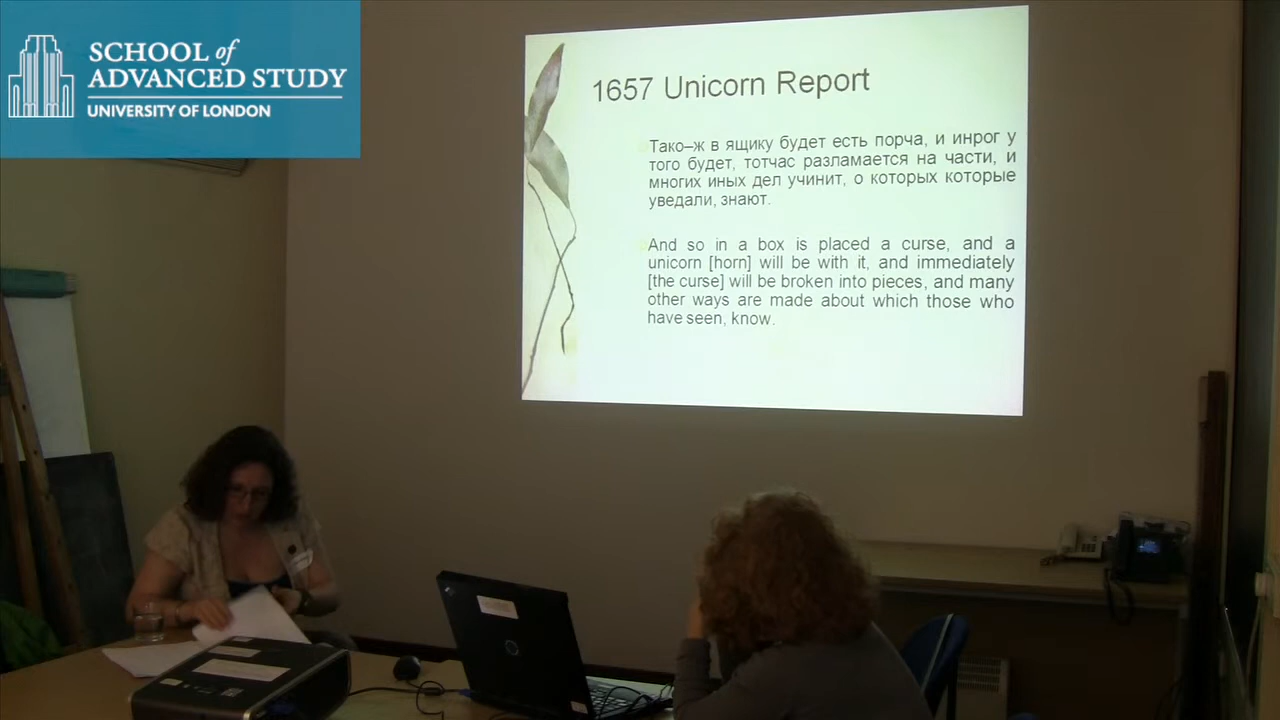 SCHOOL of
ADVANCED STUDY
UNIVERSITY OF LONDON
1657 Unicorn Report
Тако–ж в ящику будет есть порча, и инрог у
того будет, тотчас разламается на части, и
многих иных дел учинит, о которых которые
уведали, знают.
And so in a box is placed a curse, and a
unicorn [horn] will be with it, and immediately
[the curse] will be broken into pieces, and many
other ways are made about which those who
have seen, know.